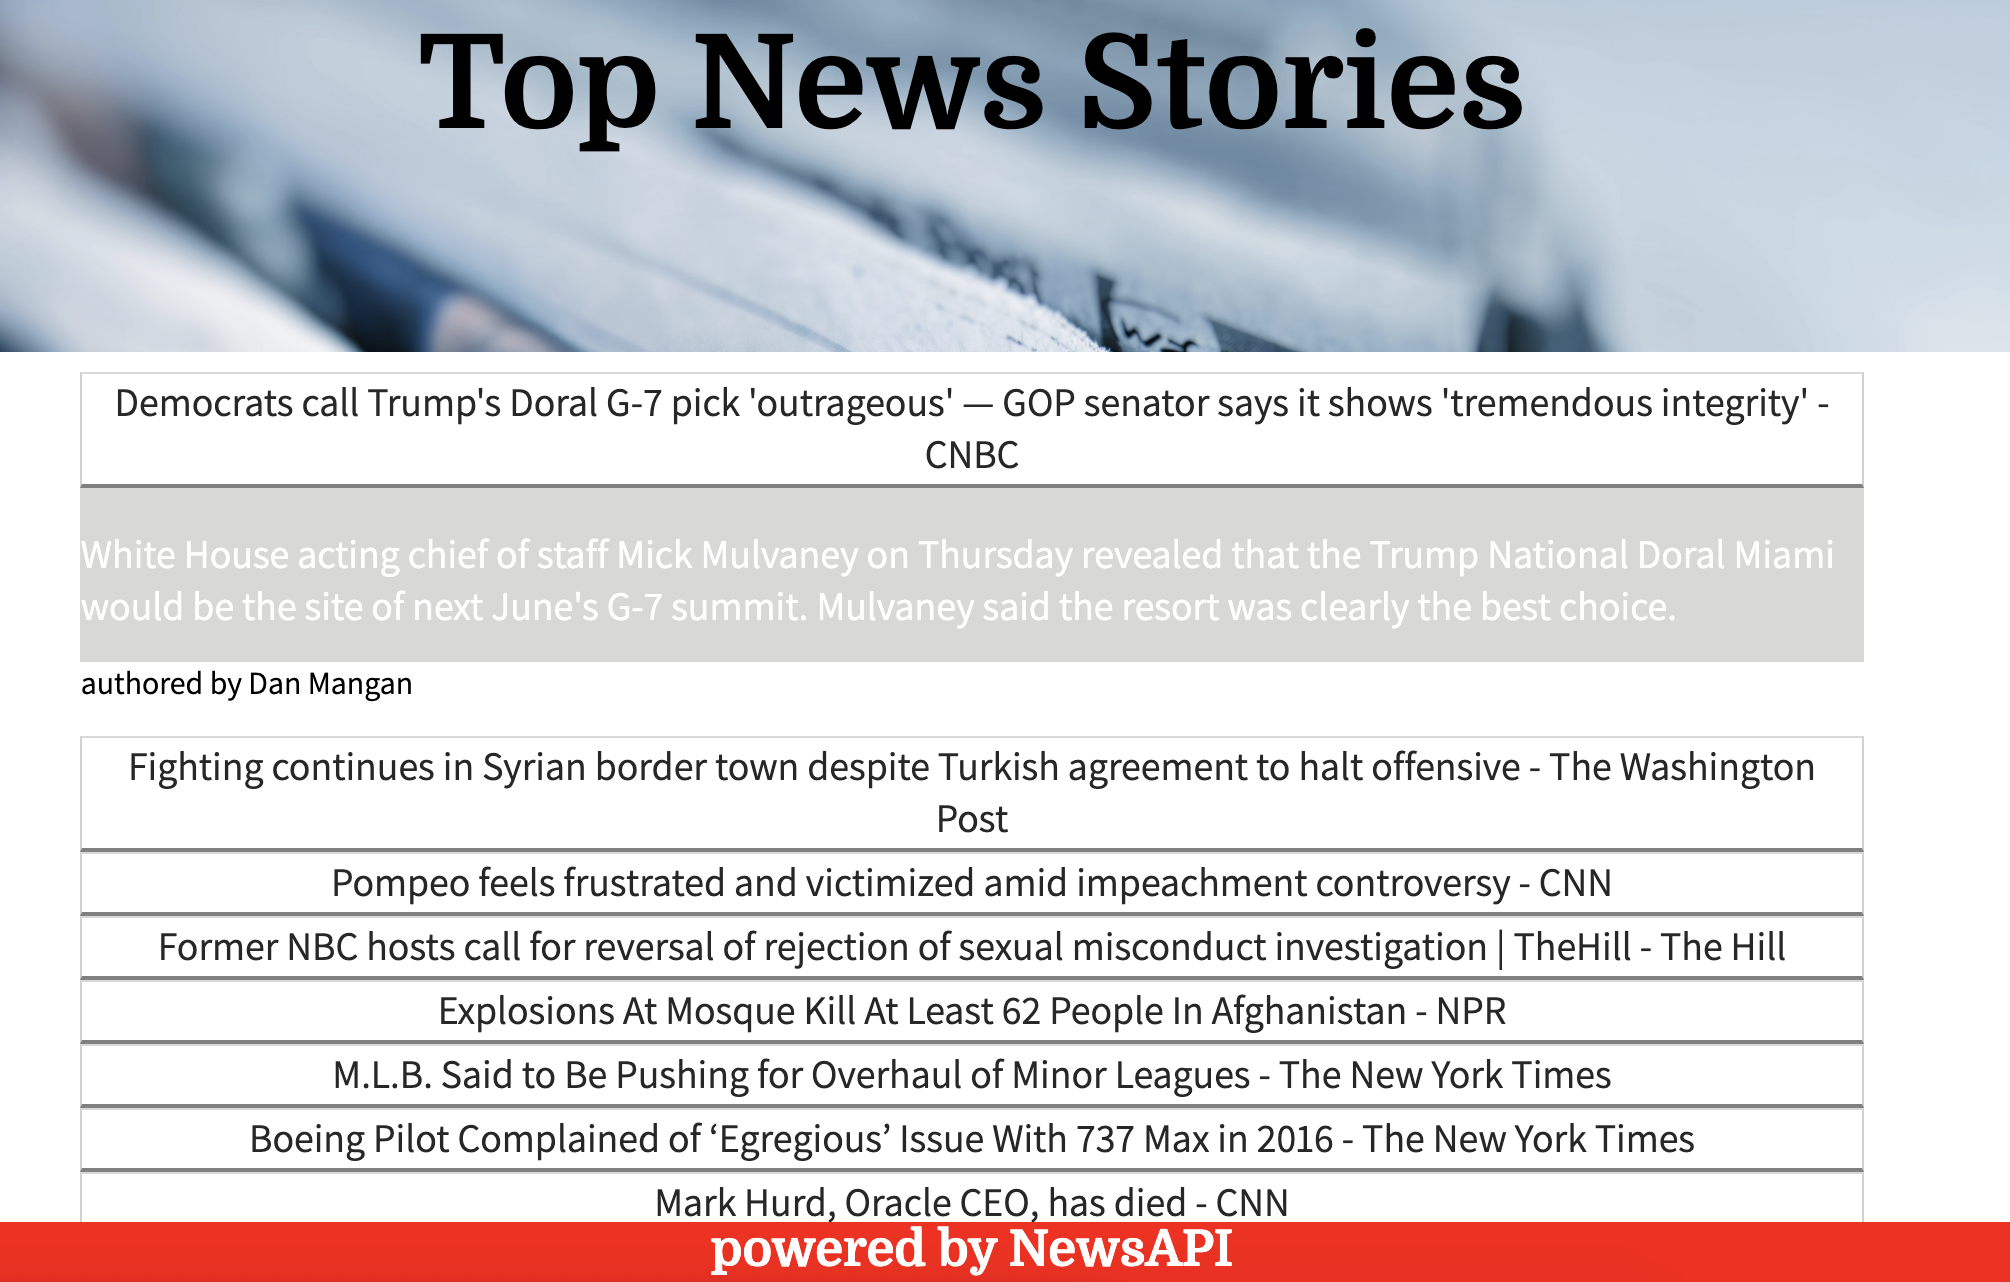 Top News Stories
Democrats call Trump's Doral G-7 pick 'outrageous' — GOP senator says it shows 'tremendous integrity' -
CNBC
White House acting chief of staff Mick Mulvaney on Thursday revealed that the Trump National Doral Miami
would be the site of next June's G-7 summit. Mulvaney said the resort was clearly the best choice.
authored by Dan Mangan
Fighting continues in Syrian border town despite Turkish agreement to halt offensive - The Washington
Post
Pompeo feels frustrated and victimized amid impeachment controversy - CNN
Former NBC hosts call for reversal of rejection of sexual misconduct investigation | TheHill - The Hill
Explosions At Mosque Kill At Least 62 People In Afghanistan - NPR
M.L.B. Said to Be Pushing for Overhaul of Minor Leagues - The New York Times
Boeing Pilot Complained of ‘Egregious’ Issue With 737 Max in 2016 - The New York Times
Mark Hurd, Oracle CEO, has died - CNN
powered by NewsAPI